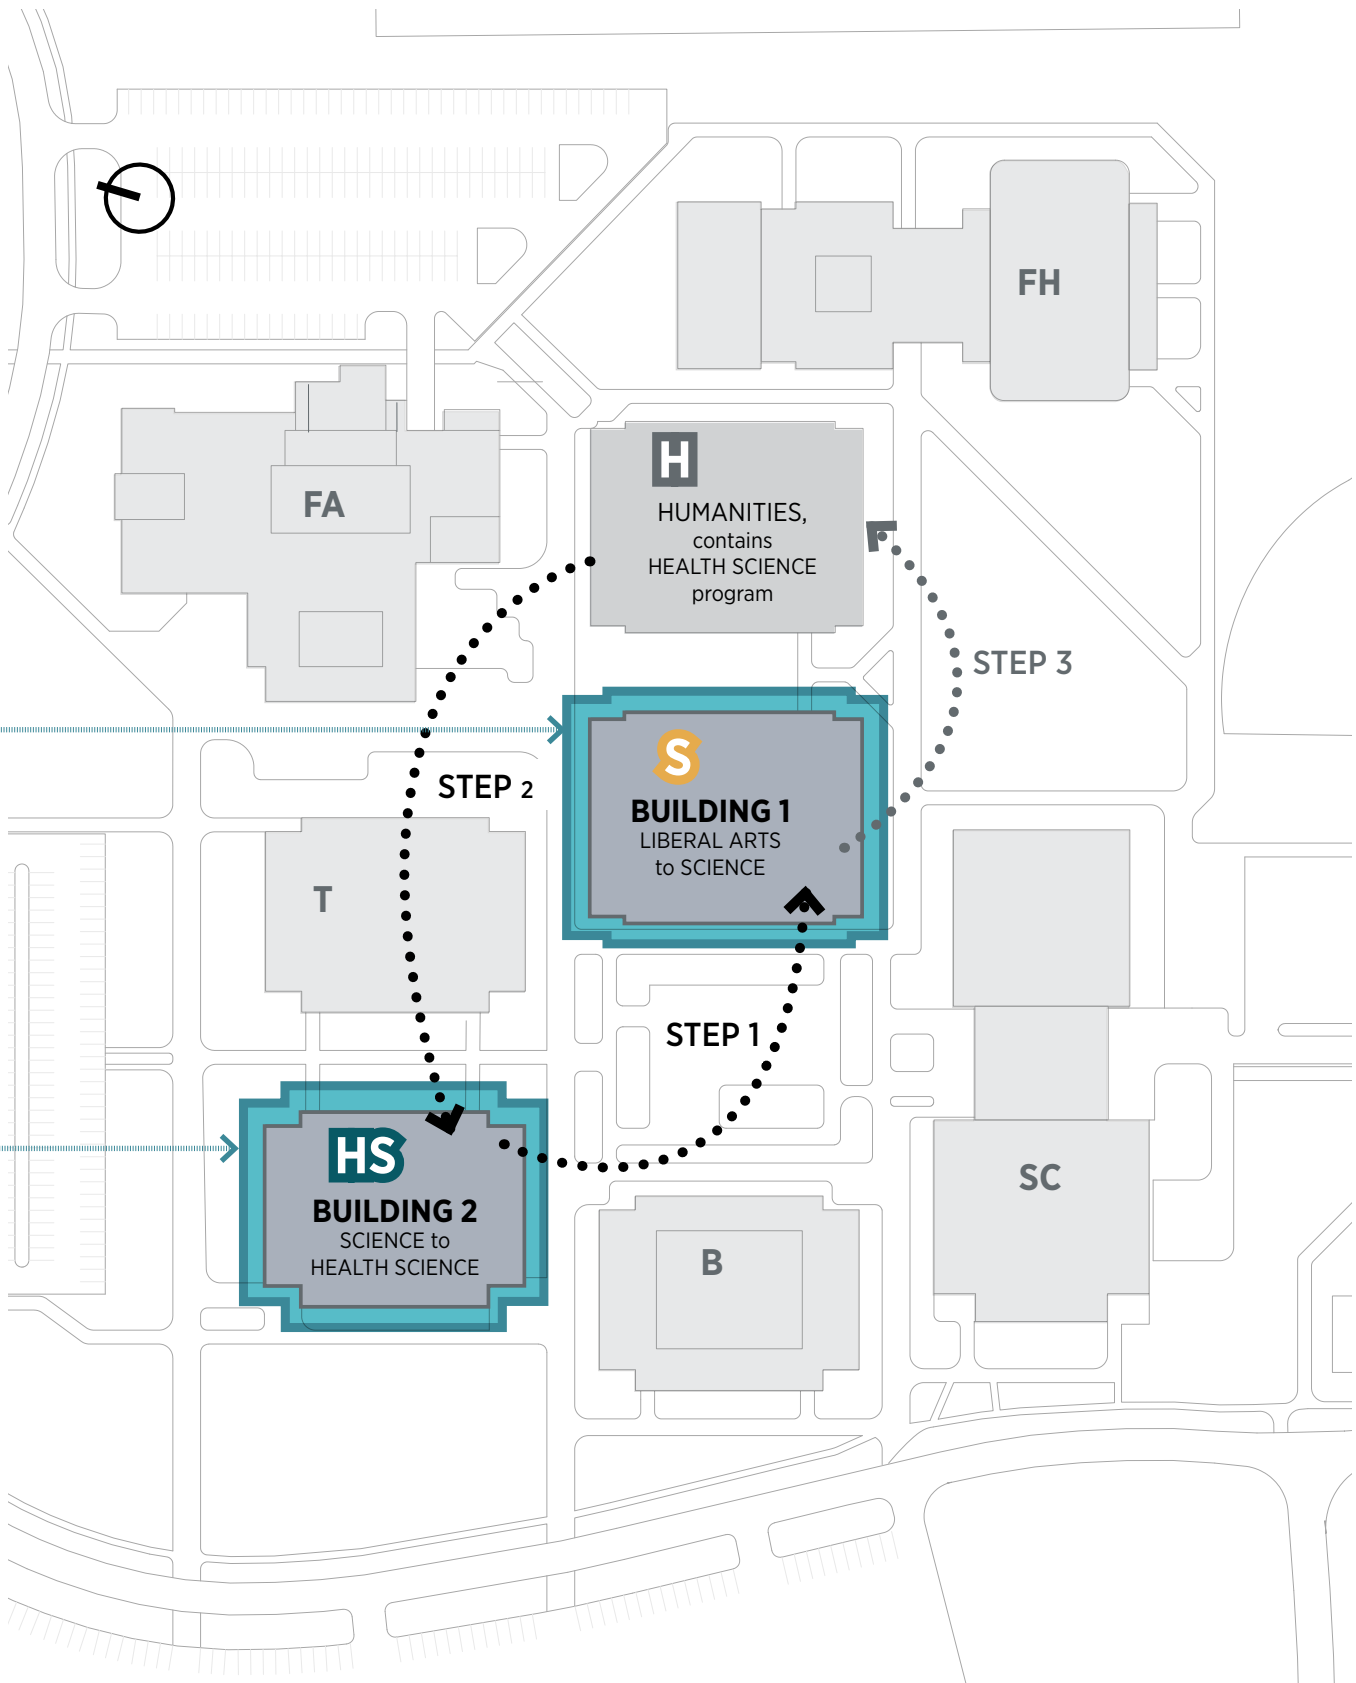 FH
H
HUMANITIES,
contains
HEALTH SCIENCE
program
FA
STEP 3
S
BUILDING 1
LIBERAL ARTS
to SCIENCE
STEP 2
T
STEP 1
HS
BUILDING 2
SCIENCE to
HEALTH SCIENCE
SC
B